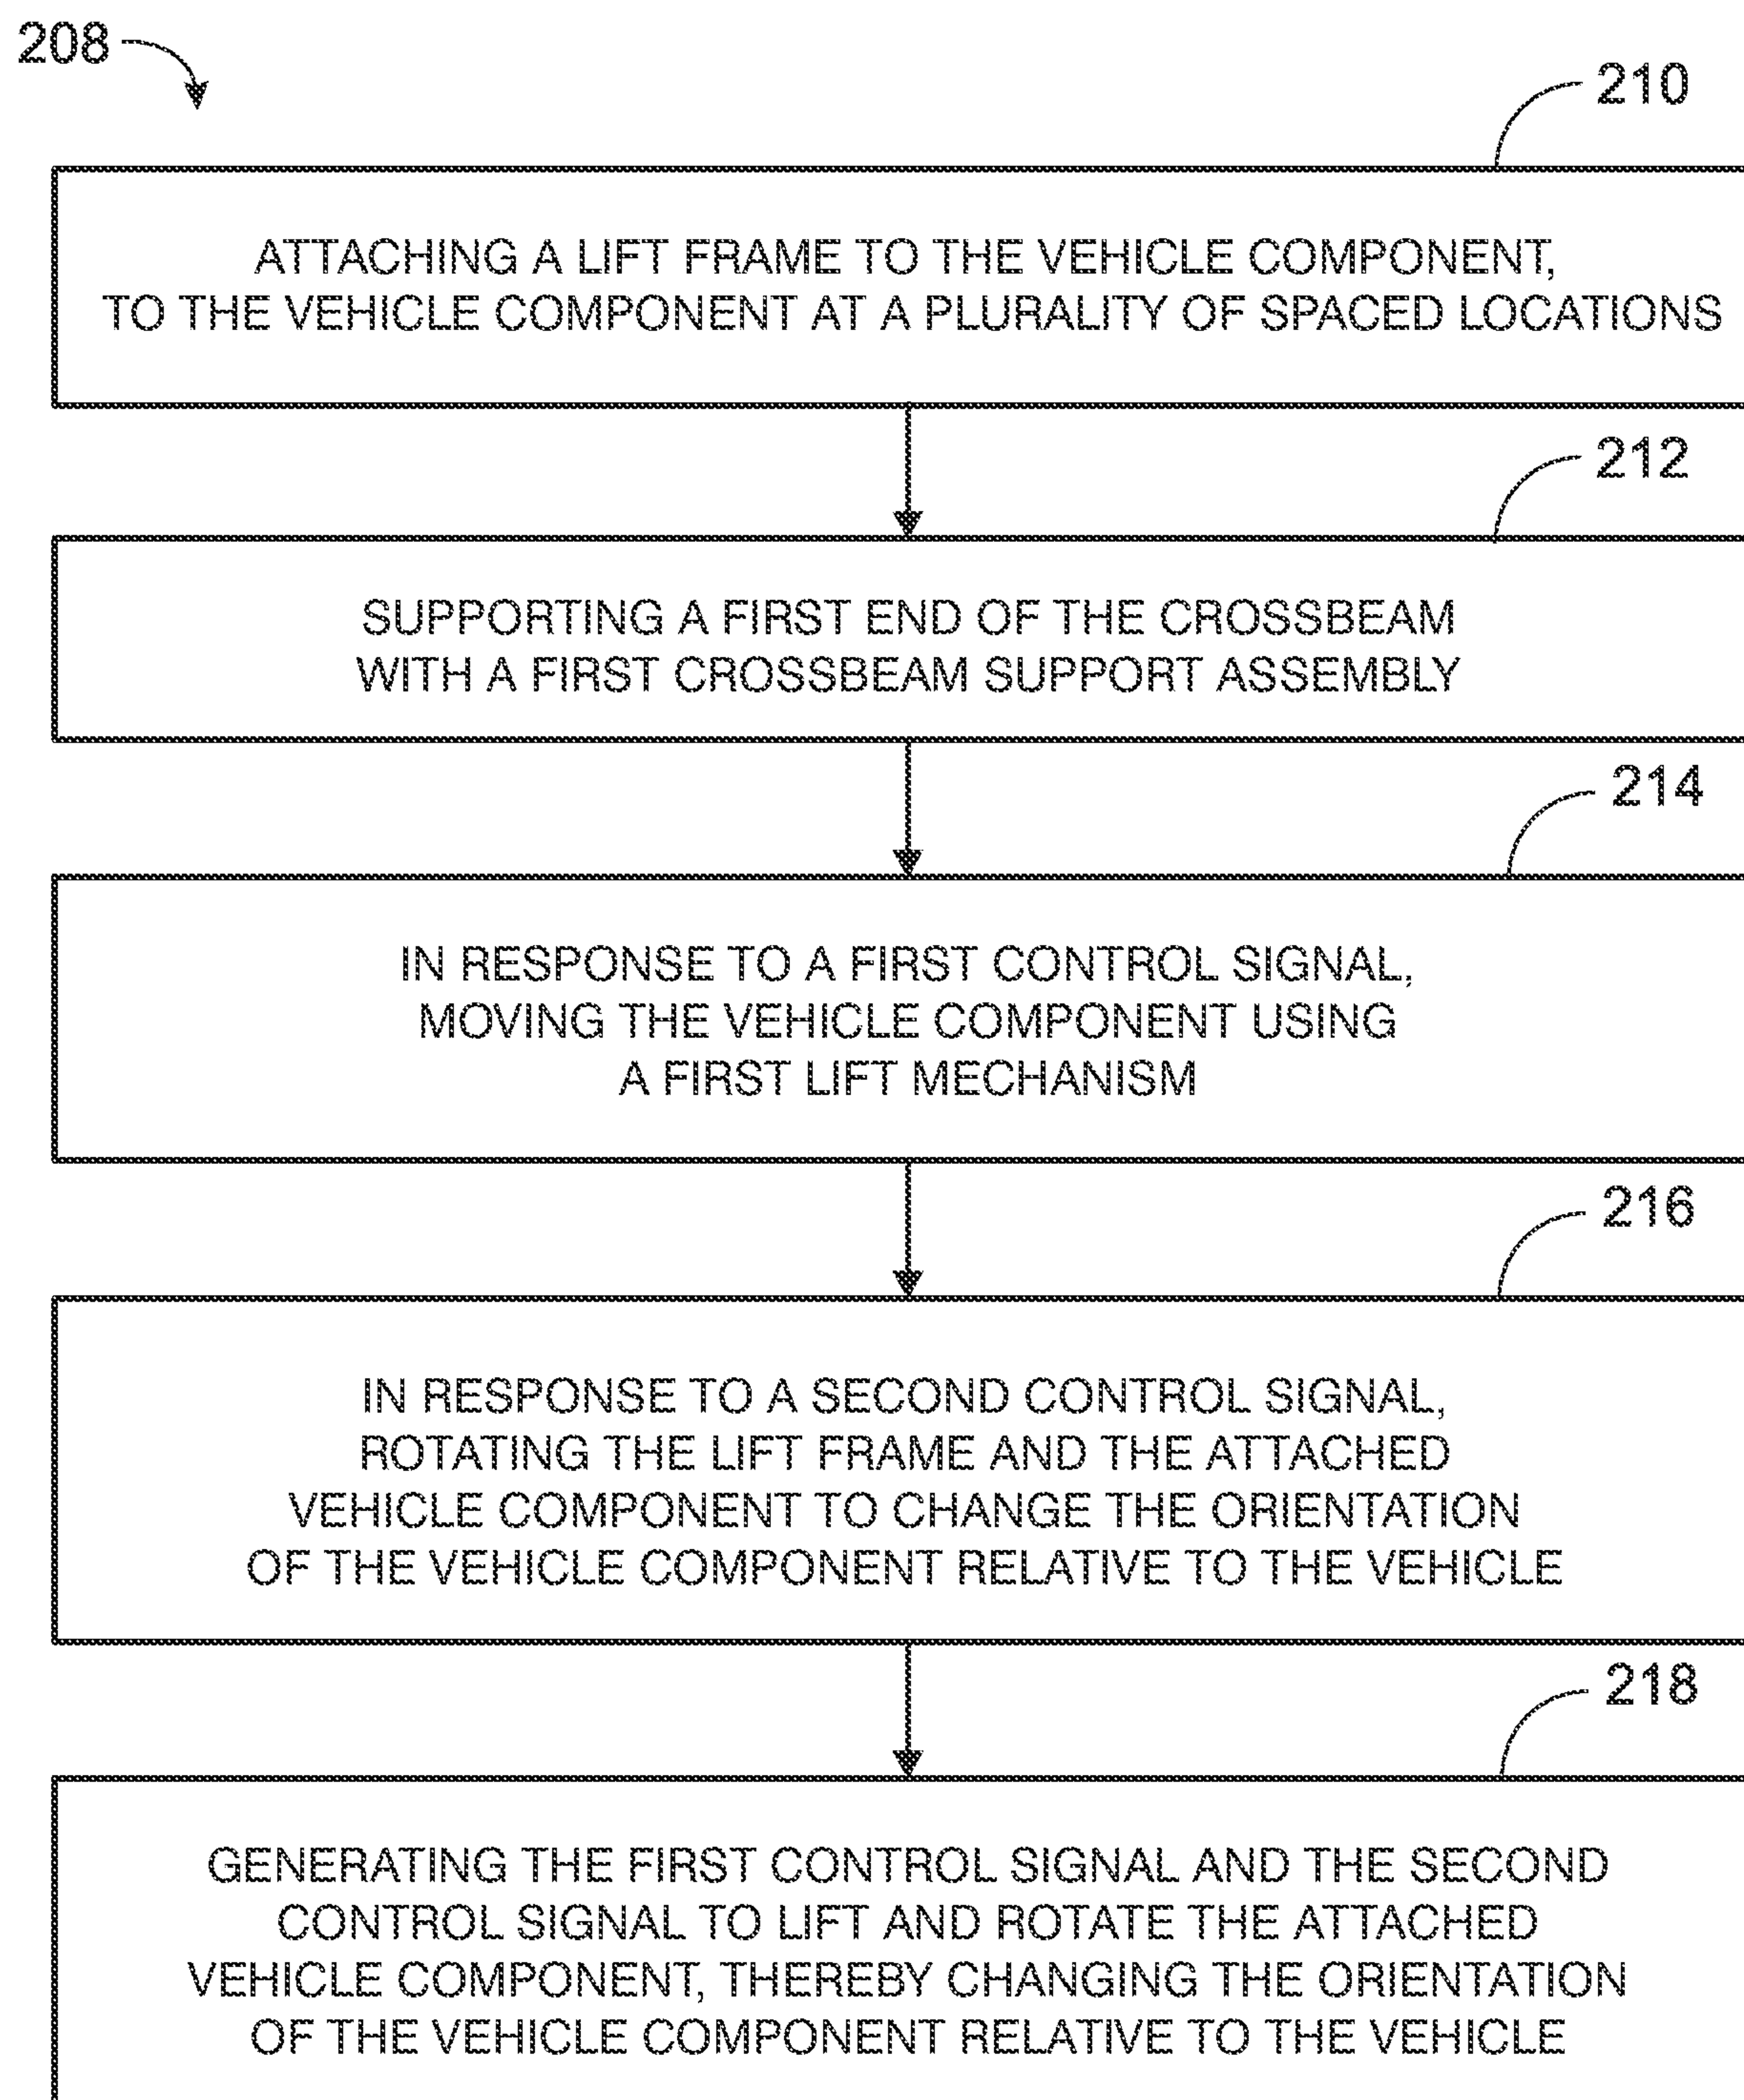 208
210
ATTACHING A LIFT FRAME TO THE VEHICLE COMPONENT,
TO THE VEHICLE COMPONENT AT A PLURALITY OF SPACED LOCATIONS
212
SUPPORTING A FIRST END OF THE CROSSBEAM
WITH A FIRST CROSSBEAM SUPPORT ASSEMBLY
214
IN RESPONSE TO A FIRST CONTROL SIGNAL,
MOVING THE VEHICLE COMPONENT USING
A FIRST LIFT MECHANISM
216
IN RESPONSE TO A SECOND CONTROL SIGNAL,
ROTATING THE LIFT FRAME AND THE ATTACHED
VEHICLE COMPONENT TO CHANGE THE ORIENTATION
OF THE VEHICLE COMPONENT RELATIVE TO THE VEHICLE
218
GENERATING THE FIRST CONTROL SIGNAL AND THE SECOND
CONTROL SIGNAL TO LIFT AND ROTATE THE ATTACHED
VEHICLE COMPONENT, THEREBY CHANGING THE ORIENTATION
OF THE VEHICLE COMPONENT RELATIVE TO THE VEHICLE